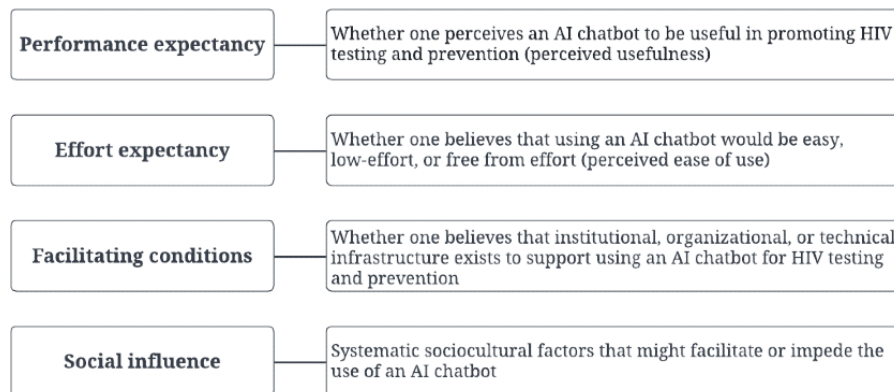 Performance expectancy
Whether one perceives an AI chatbot to be useful in promoting HIV
testing and prevention (perceived usefulness)
Effort expectancy
Whether one believes that using an AI chatbot would be easy,
low-effort, or free from effort (perceived ease of use)
Facilitating conditions
Whether one believes that institutional, organizational, or technical
infrastructure exists to support using an AI chatbot for HIV testing
and prevention
Social influence
Systematic sociocultural factors that might facilitate or impede the
use of an AI chatbot